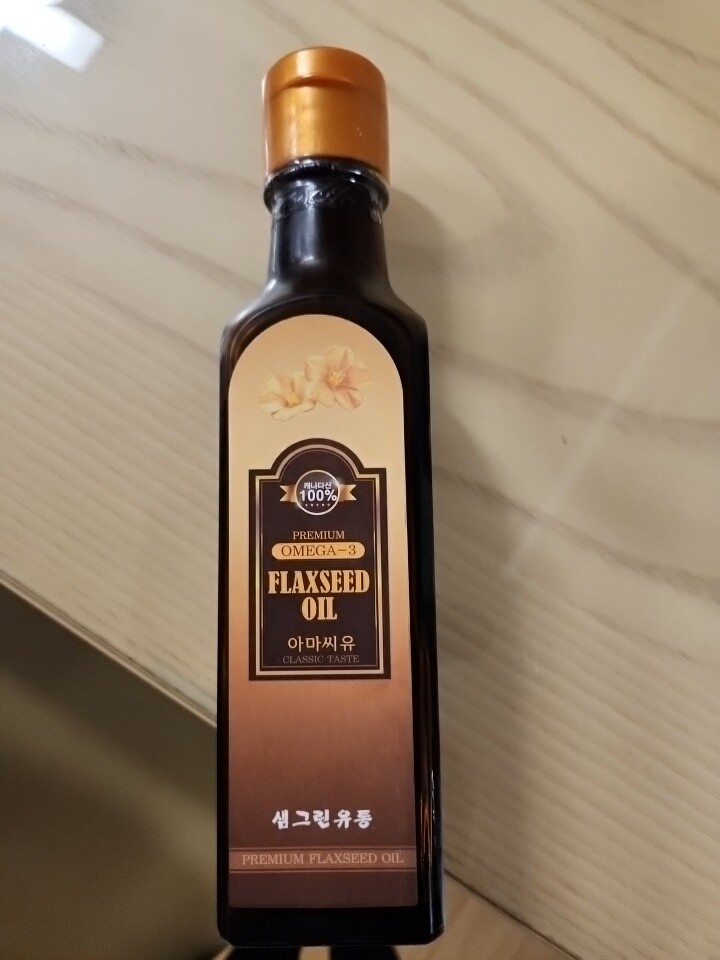 캐나다산
100%
PREMIUM
OMEGA-3
FLAXSEED
OIL
아마씨유
CLASSIC TASTE
샘그린유통
PREMIUM FLAXSEED OIL